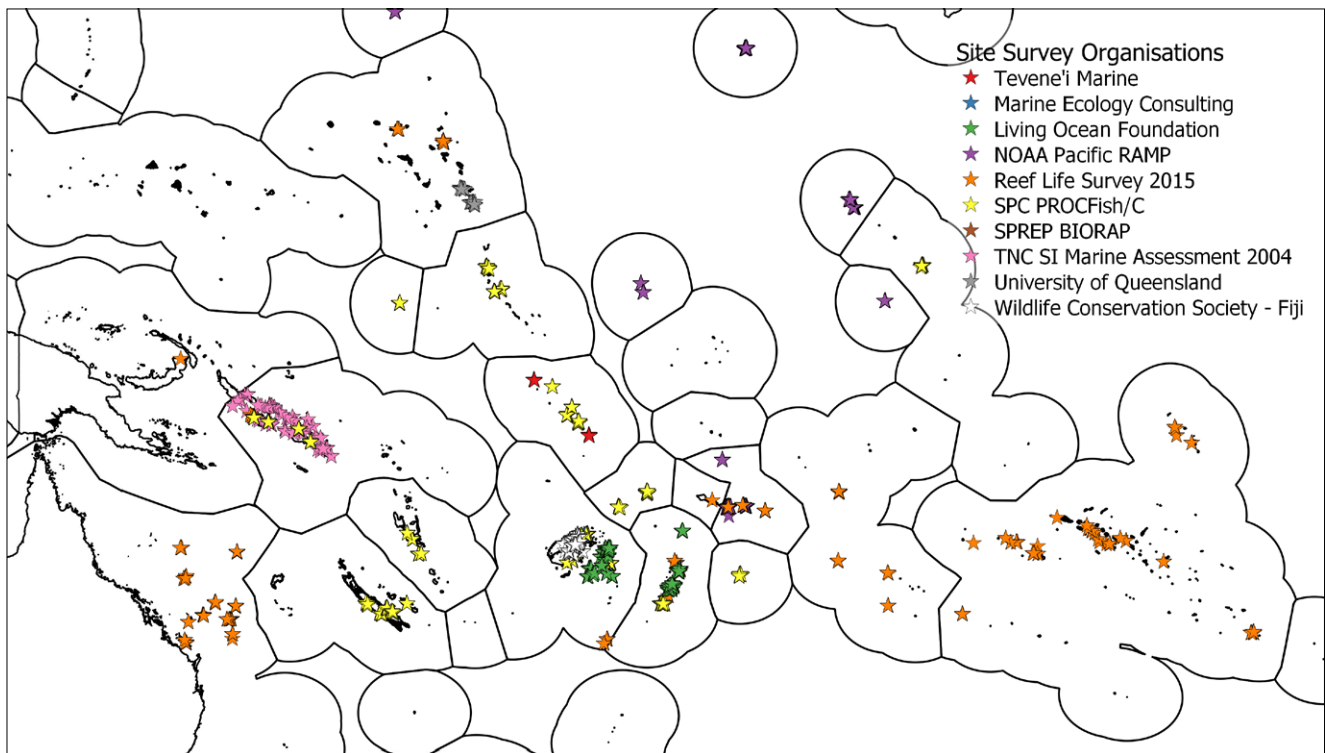 Site Survey Organisations
Tevene'i Marine
Marine Ecology Consulting
Living Ocean Foundation
NOAA Pacific RAMP
Reef Life Survey 2015
SPC PROCFish/C
SPREP BIORAP
TNC SI Marine Assessment 2004
University of Queensland
Wildlife Conservation Society - Fiji